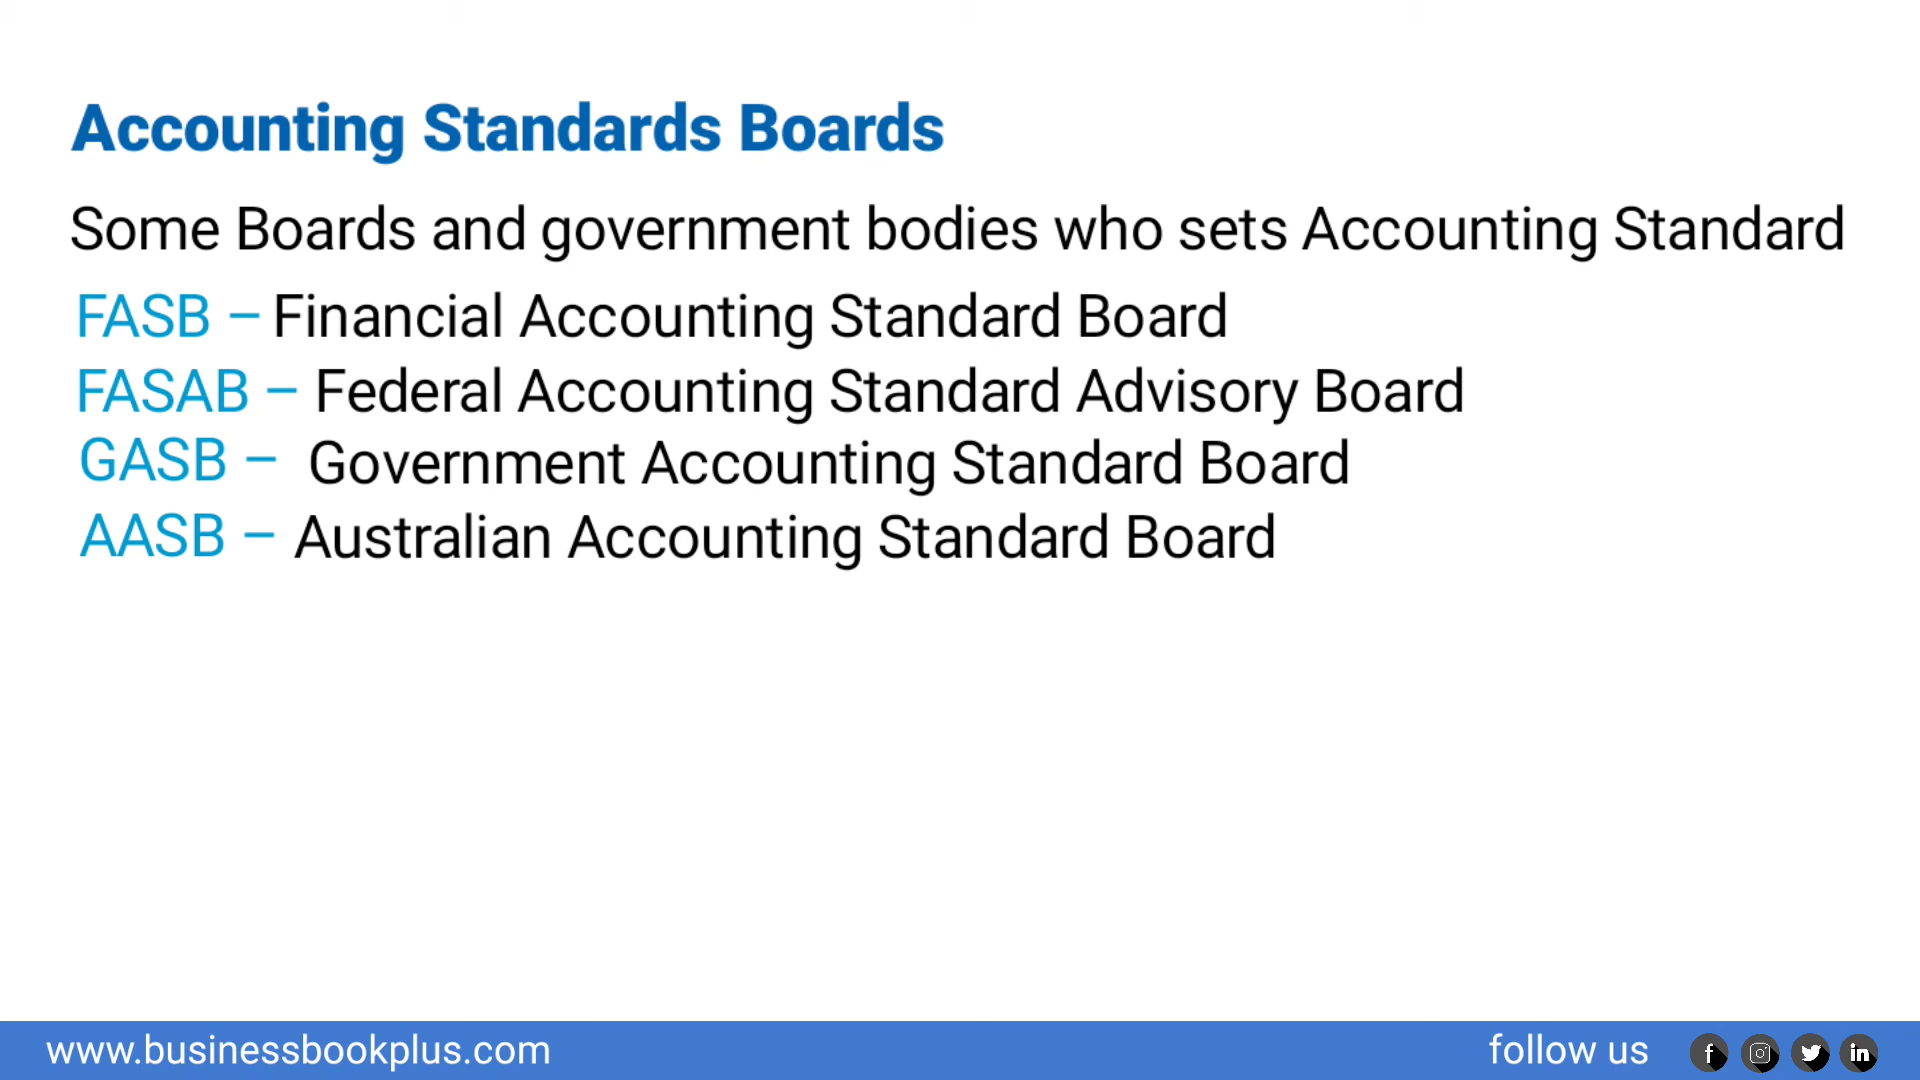 Accounting Standards Boards
Some Boards and government bodies who sets Accounting Standard
FASB – Financial Accounting Standard Board
FASAB – Federal Accounting Standard Advisory Board
GASB – Government Accounting Standard Board
AASB – Australian Accounting Standard Board
www.businessbookplus.com follow us f in